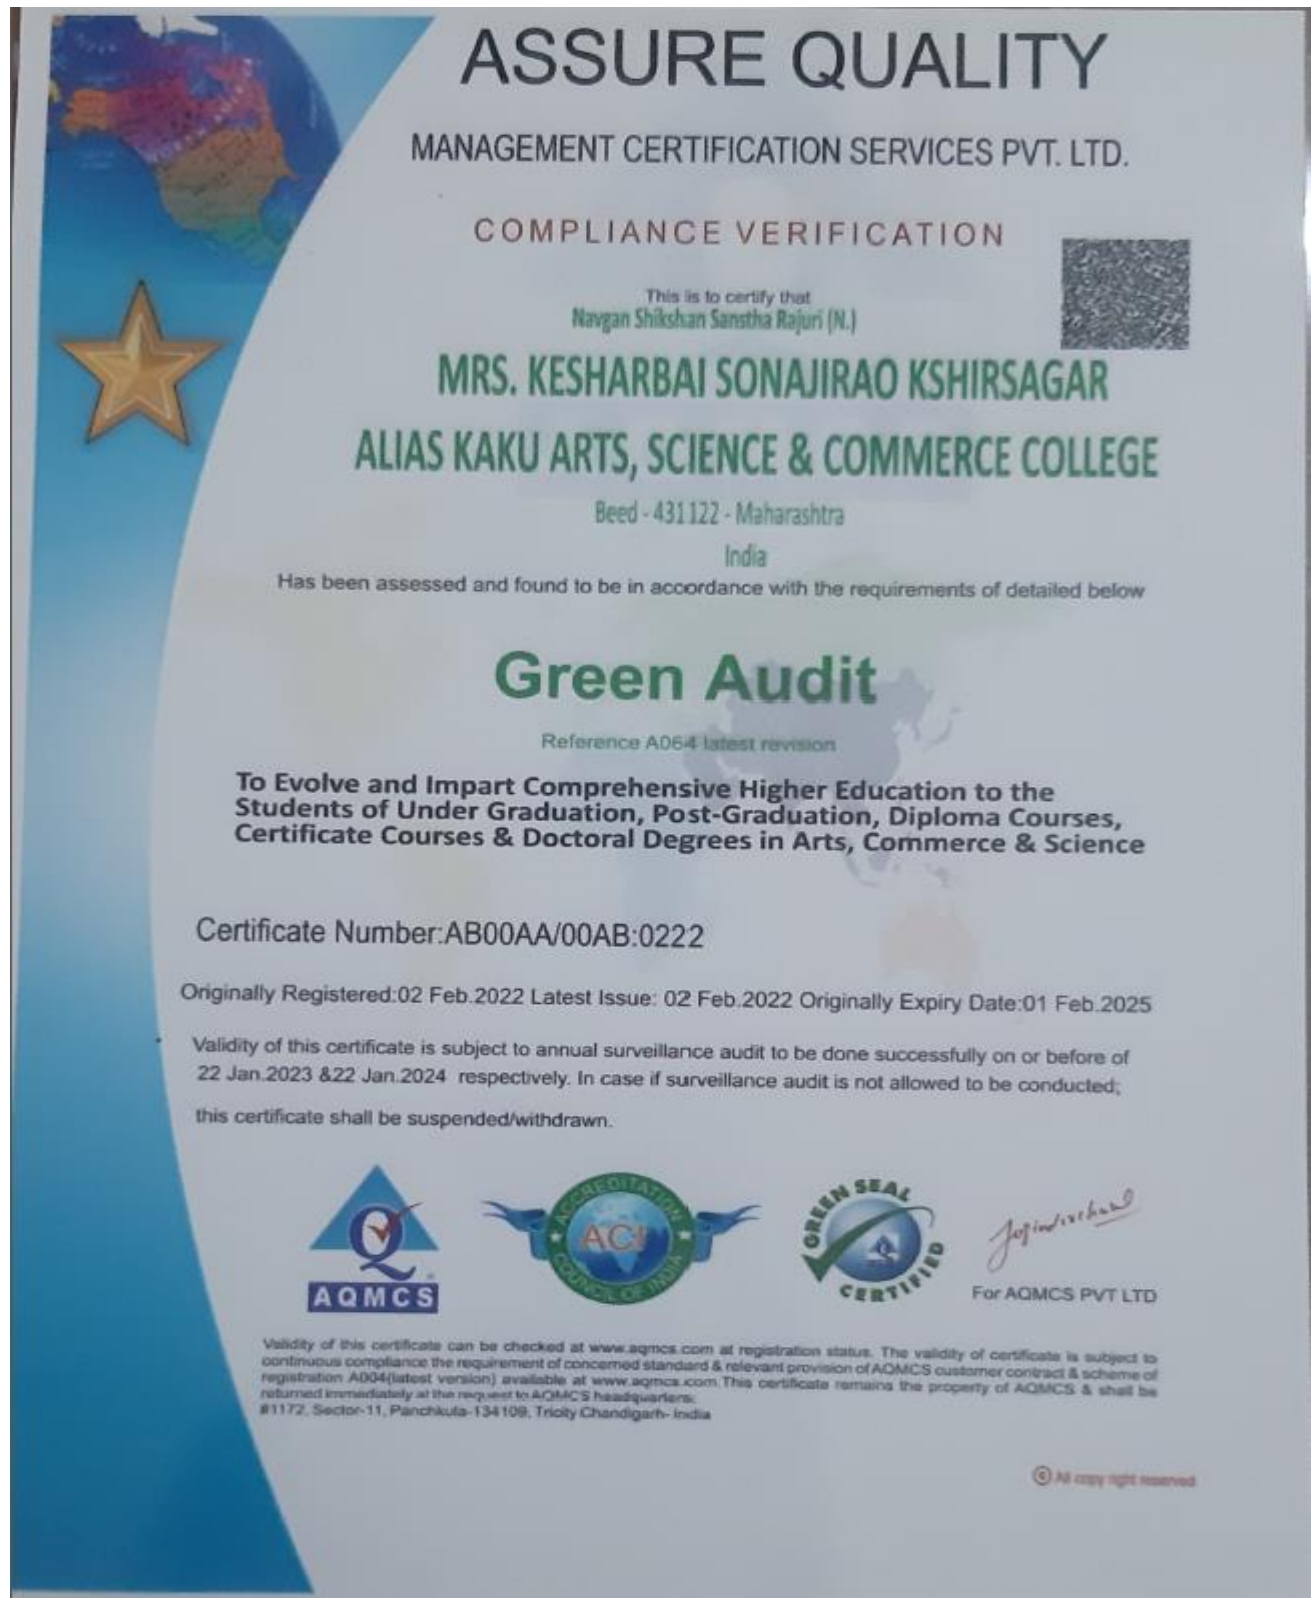 ASSURE QUALITY
MANAGEMENT CERTIFICATION SERVICES PVT. LTD.
COMPLIANCE VERIFICATION
This is to certify that
Navgan Shikshan Sanstha Rajuri (N.)
MRS. KESHARBAI SONAJIRAO KSHIRSAGAR
ALIAS KAKU ARTS, SCIENCE & COMMERCE COLLEGE
Beed - 431122 - Maharashtra
India
Has been assessed and found to be in accordance with the requirements of detailed below
Green Audit
Reference A064 latest revision
To Evolve and Impart Comprehensive Higher Education to the
Students of Under Graduation, Post-Graduation, Diploma Courses,
Certificate Courses & Doctoral Degrees in Arts, Commerce & Science
Certificate Number:AB00AA/00AB:0222
Originally Registered:02 Feb.2022 Latest Issue: 02 Feb.2022 Originally Expiry Date:01 Feb.2025
Validity of this certificate is subject to annual surveillance audit to be done successfully on or before of
22 Jan.2023 &22 Jan.2024 respectively. In case if surveillance audit is not allowed to be conducted;
this certificate shall be suspended/withdrawn.
AQMCS
ACCREDITATION
ACI
COUNCIL OF INDIA
GREEN SEAL
CERTIFIED
For AQMCS PVT LTD
Validity of this certificate can be checked at www.aqmcs.com at registration status. The validity of certificate is subject to
continuous compliance the requirement of concerned standard & relevant provision of AQMCS customer contract & scheme of
registration A004(latest version) available at www.aqmcs.com This certificate remains the property of AQMCS & shall be
returned immediately at the request to AQMCS headquarters;
#1172, Sector-11, Panchkula-134109, Tricity Chandigarh- India
© All copy right reserved